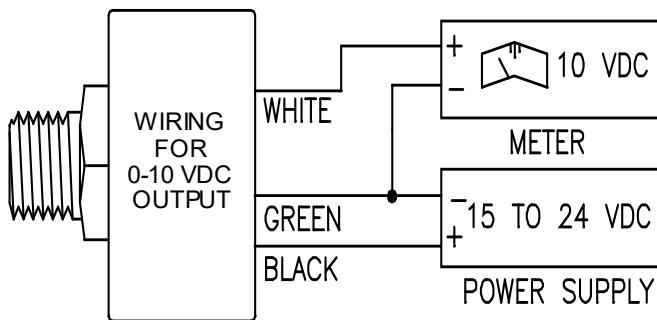 WIRING
FOR
0-10 VDC
OUTPUT
WHITE
GREEN
BLACK
+
-
10 VDC
METER
-
+
15 TO 24 VDC
POWER SUPPLY